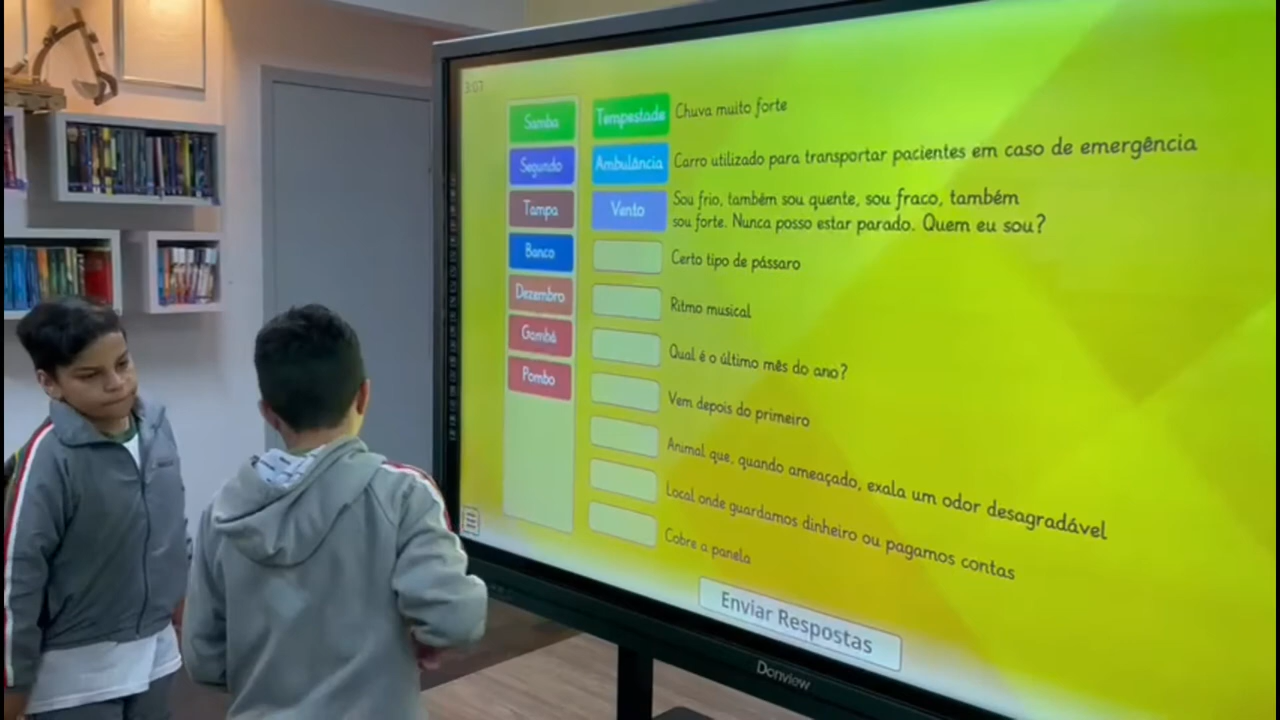 3:07
Samba
Segundo
Tampa
Banco
Dezembro
Gambá
Pombo
Tempestade Chuva muito forte
Ambulância Carro utilizado para transportar pacientes em caso de emergência
Vento Sou frio, também sou quente, sou fraco, também
sou forte. Nunca posso estar parado. Quem eu sou?
Certo tipo de pássaro
Ritmo musical
Qual é o último mês do ano?
Vem depois do primeiro
Animal que, quando ameaçado, exala um odor desagradável
Local onde guardamos dinheiro ou pagamos contas
Cobre a panela
Enviar Respostas
Donview